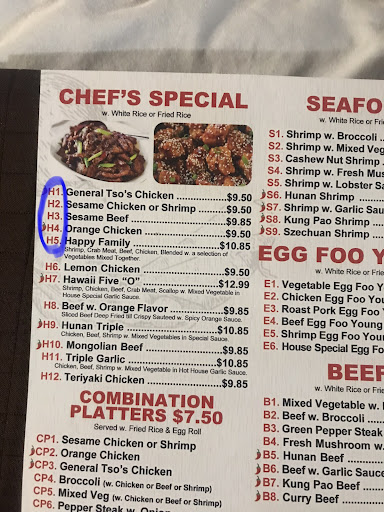 CHEF'S SPECIAL
w. White Rice or Fried Rice
H1. General Tso's Chicken $9.50
H2. Sesame Chicken or Shrimp $9.50
H3. Sesame Beef $9.85
H4. Orange Chicken $9.50
H5. Happy Family $10.85
Shrimp, Crab Meat, Beef, Chicken, Blended w. a selection of
Vegetables Mixed Together.
H6. Lemon Chicken $9.50
H7. Hawaii Five "O" $12.99
Shrimp, Chicken, Beef, Crab Meat, Scallop w. Mixed Vegetable in
House Special Garlic Sauce.
H8. Beef w. Orange Flavor $9.85
Sliced Beef Deep Fried till Crispy Sauteed w. Spicy Orange Sauce.
H9. Hunan Triple $10.85
Chicken, Beef, Shrimp w. Mixed Vegetables in Special Sauce.
H10. Mongolian Beef $9.85
H11. Triple Garlic $10.85
Chicken, Beef, Shrimp w. Mixed Vegetable in Hot House Garlic Sauce.
H12. Teriyaki Chicken $9.85
COMBINATION
PLATTERS $7.50
Served w. Fried Rice & Egg Roll
CP1. Sesame Chicken or Shrimp
CP2. Orange Chicken
CP3. General Tso's Chicken
CP4. Broccoli (w. Chicken or Beef or Shrimp)
CP5. Mixed Veg (w. Chicken or Beef or Shrimp)
CP6. Pepper Steak w. Onion
SEAFO
w. White Rice or
S1. Shrimp w. Broccoli
S2. Shrimp w. Mixed Veg
S3. Cashew Nut Shrimp
S4. Shrimp w. Fresh Mus
S5. Shrimp w. Lobster Sa
S6. Hunan Shrimp
S7. Shrimp w. Garlic Sauc
S8. Kung Pao Shrimp
S9. Szechuan Shrimp
EGG FOO Y
w. White Rice or
E1. Vegetable Egg Foo Y
E2. Chicken Egg Foo You
E3. Roast Pork Egg Foo Y
E4. Beef Egg Foo Young
E5. Shrimp Egg Foo You
E6. House Special Egg Fo
BEEF
w. White Rice or
B1. Mixed Vegetable w. B
B2. Beef w. Broccoli
B3. Green Pepper Steak
B4. Fresh Mushroom w.
B5. Hunan Beef
B6. Beef w. Garlic Sauce
B7. Kung Pao Beef
B8. Curry Beef